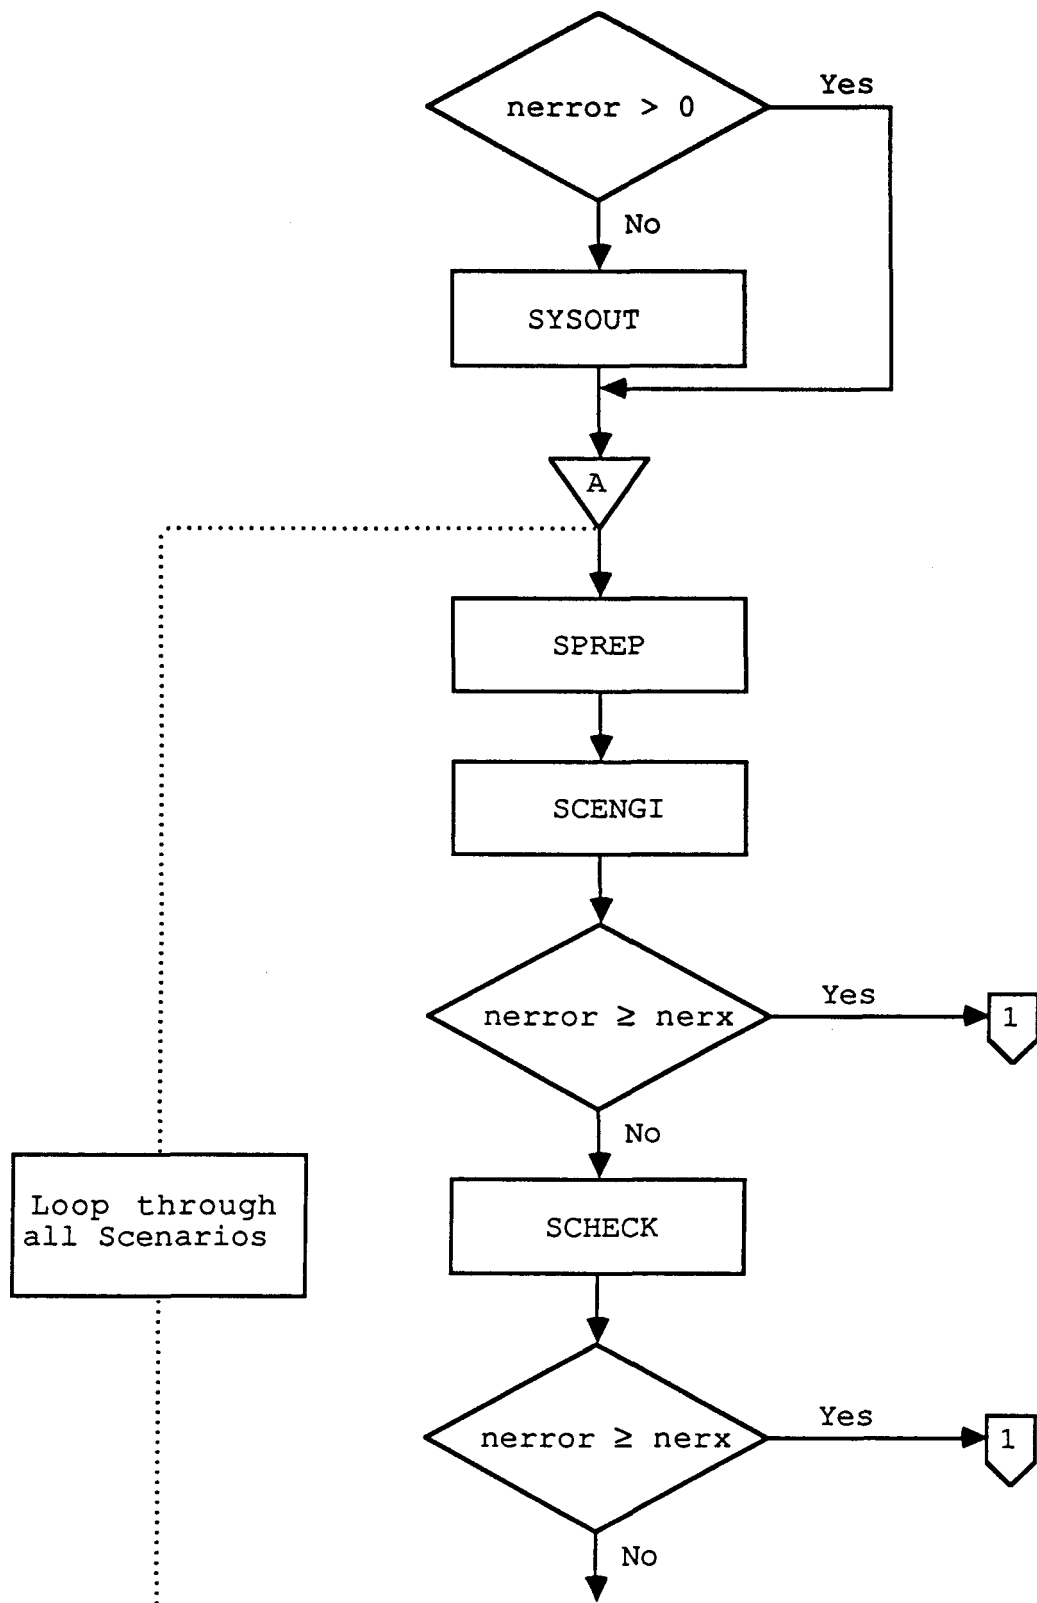 Yes
nerror > 0
No
SYSOUT
A
SPREP
SCENGI
Yes
nerror ≥ nerx
1
No
Loop through
all Scenarios
SCHECK
Yes
nerror ≥ nerx
1
No